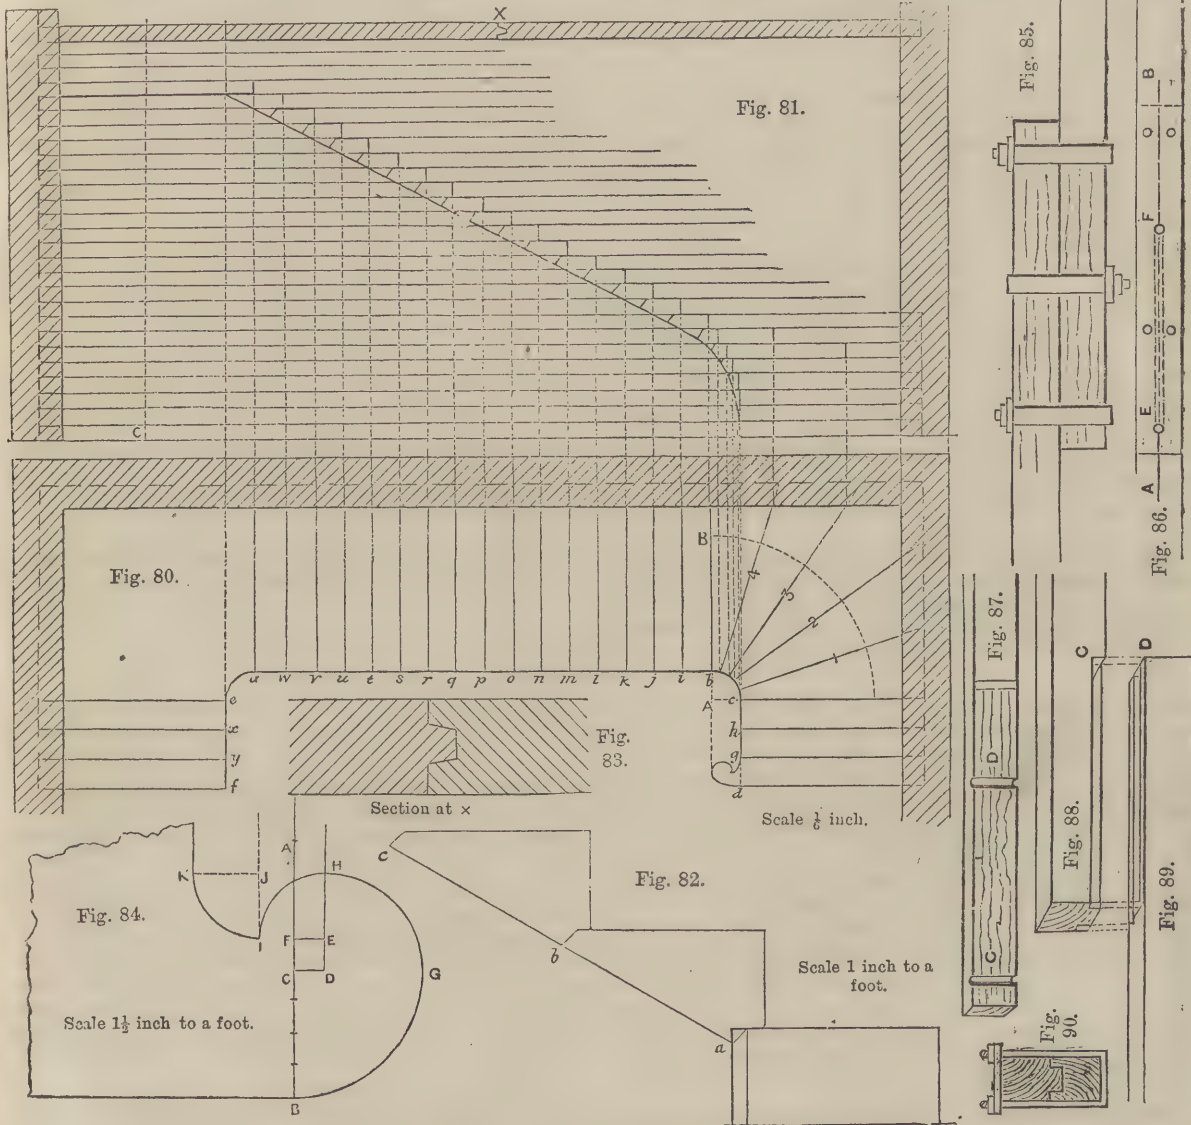 X
Fig. 81.
C
Fig. 80.
B
4
3
2
1
a w v u t s r q p o n m l k j i b
e
A c
x
h
y
g
f
d
Fig.
83.
Section at x
Scale 1/6 inch.
K J
A
H
Fig. 84.
I
F E
C D
G
Scale 1½ inch to a foot.
B
c
Fig. 82.
b
Scale 1 inch to a
foot.
a
Fig. 85.
B
F
E
A
Fig. 86.
Fig. 87.
D
C
Fig. 88.
C
D
Fig. 89.
Fig.
90.